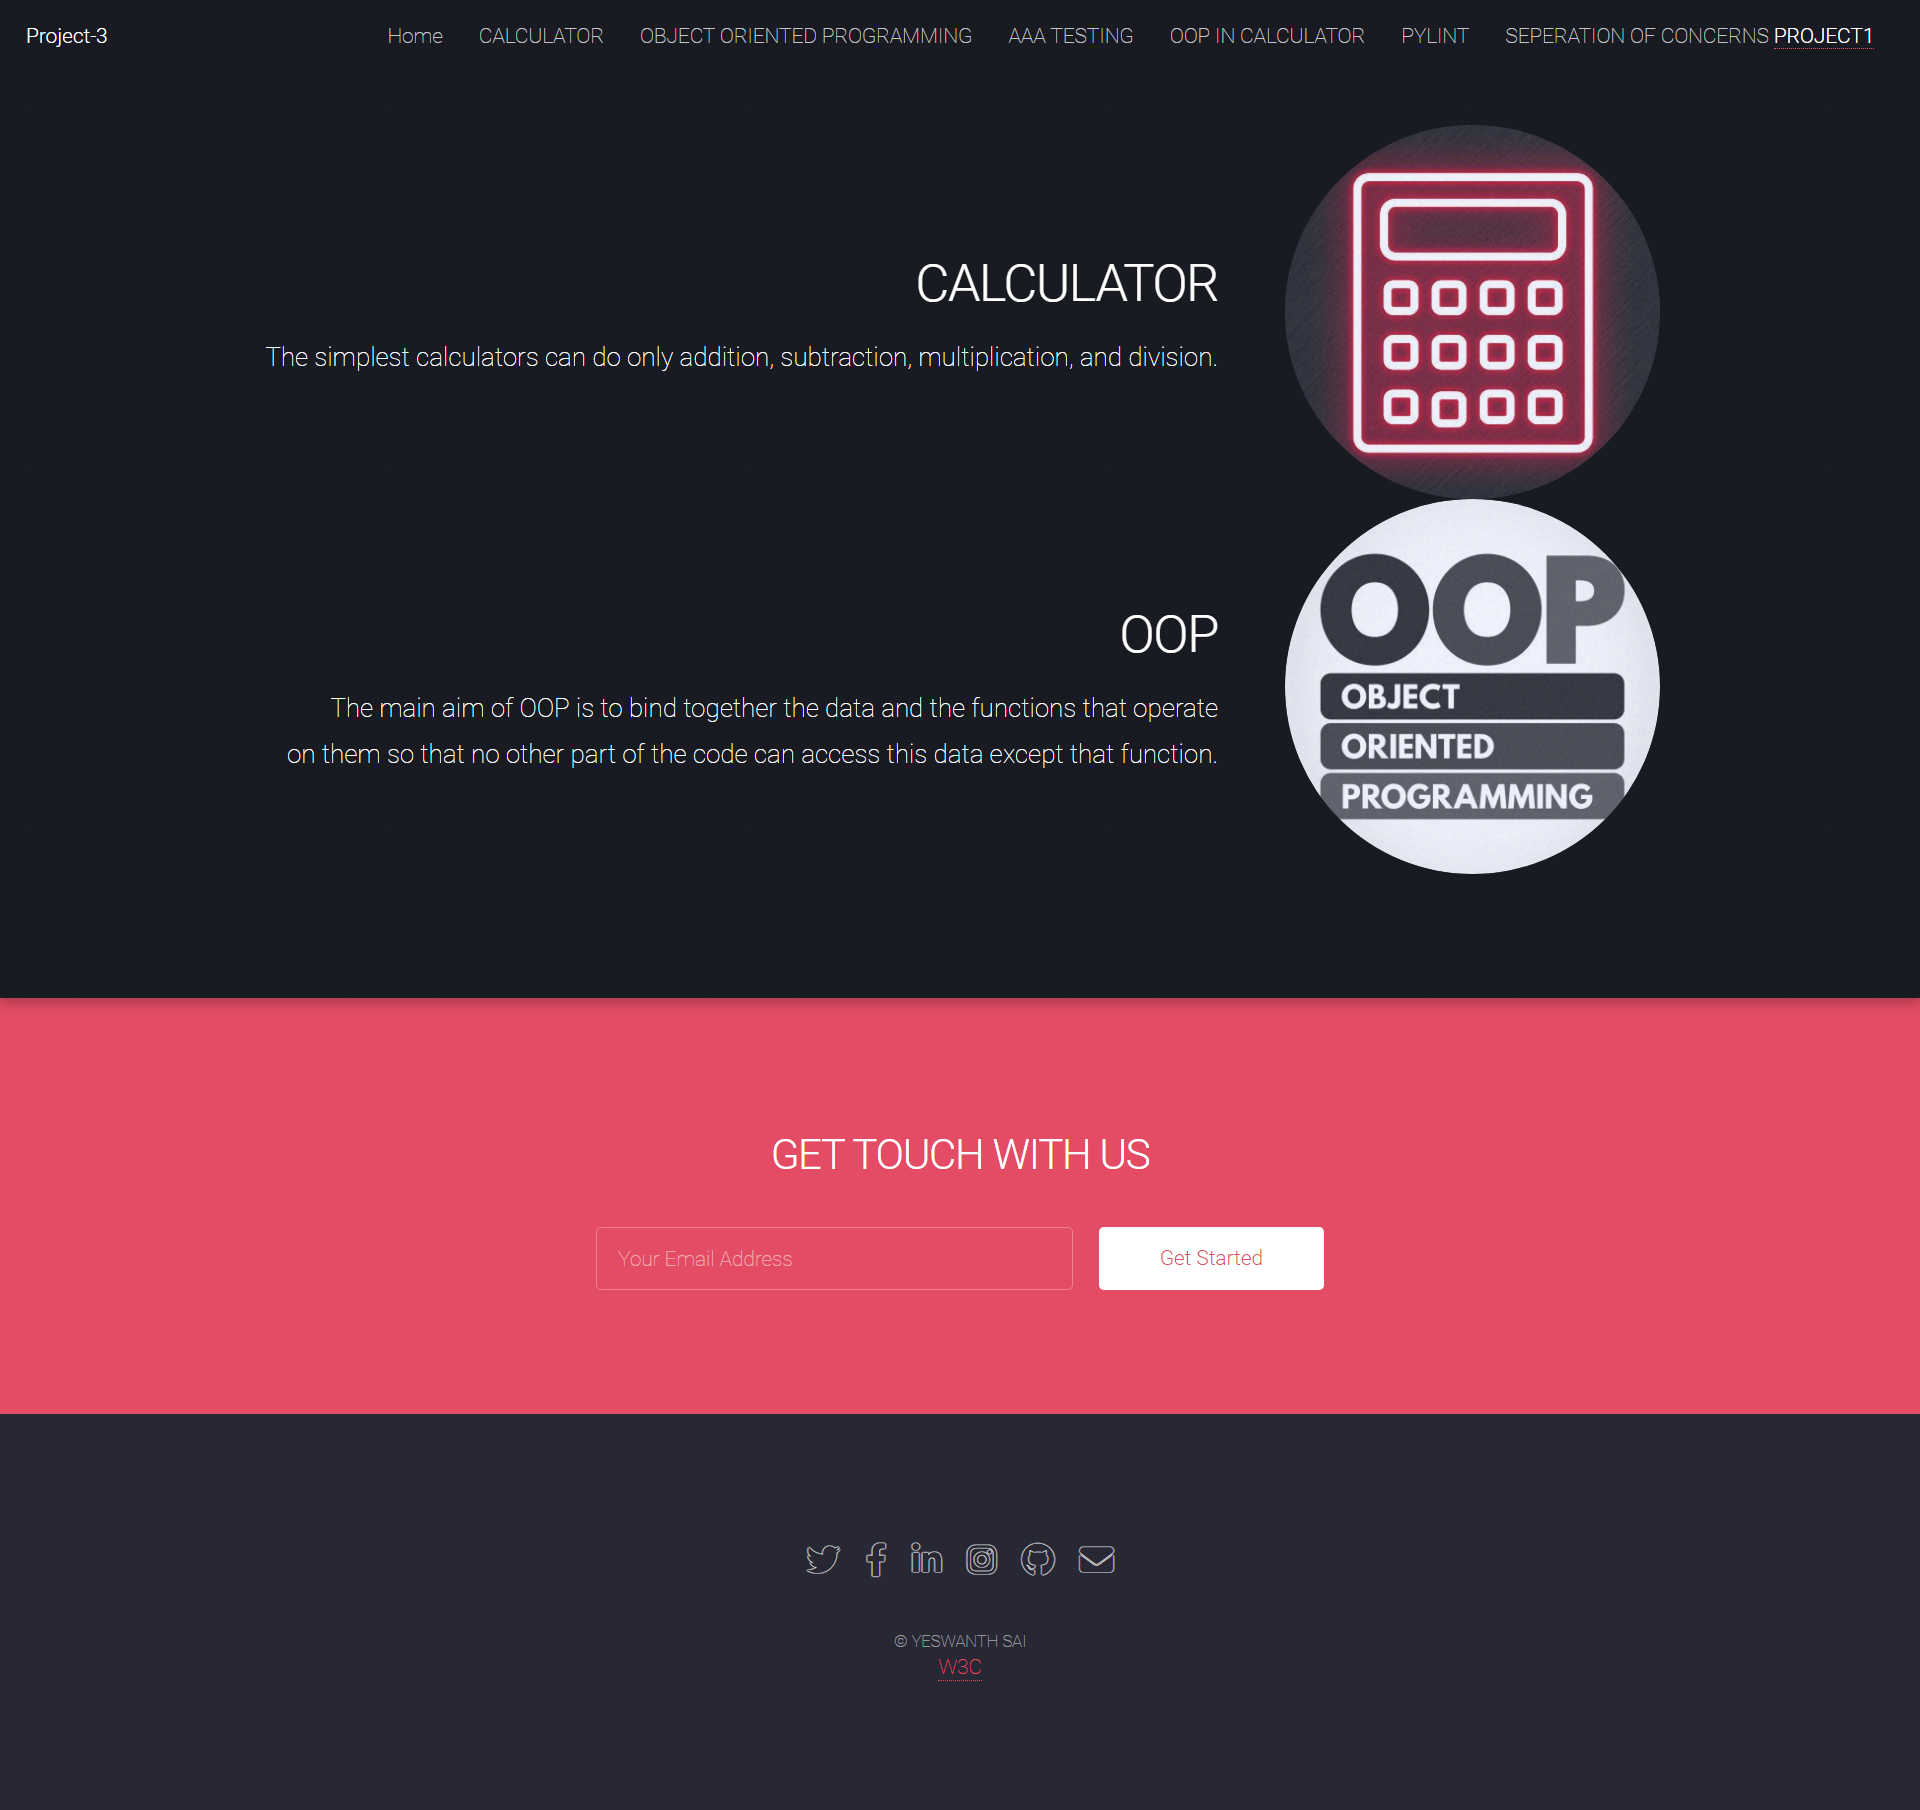 Project-3
Home CALCULATOR OBJECT ORIENTED PROGRAMMING AAA TESTING OOP IN CALCULATOR PYLINT SEPERATION OF CONCERNS PROJECT1
CALCULATOR
The simplest calculators can do only addition, subtraction, multiplication, and division.
OOP
The main aim of OOP is to bind together the data and the functions that operate
on them so that no other part of the code can access this data except that function.
OOP
OBJECT
ORIENTED
PROGRAMMING
GET TOUCH WITH US
Your Email Address
Get Started
© YESWANTH SAI
W3C